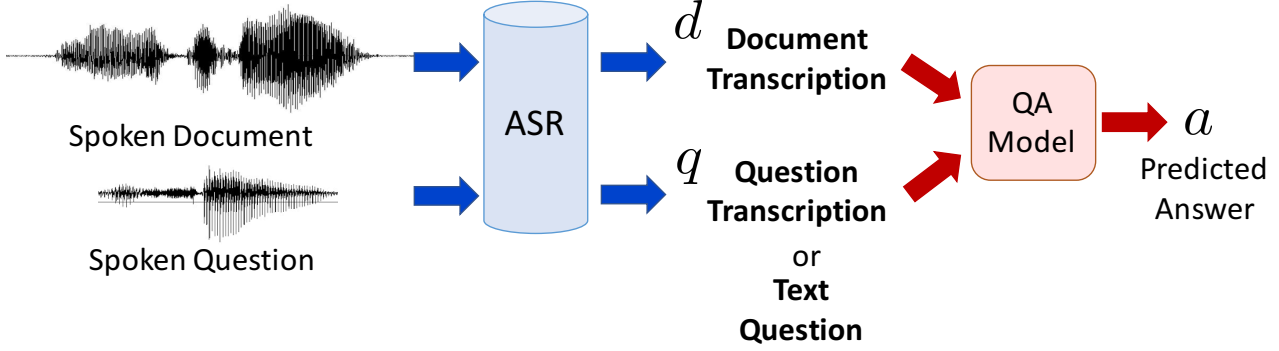 Spoken Document
Spoken Question
ASR
d
Document
Transcription
q
Question
Transcription
or
Text
Question
QA
Model
a
Predicted
Answer